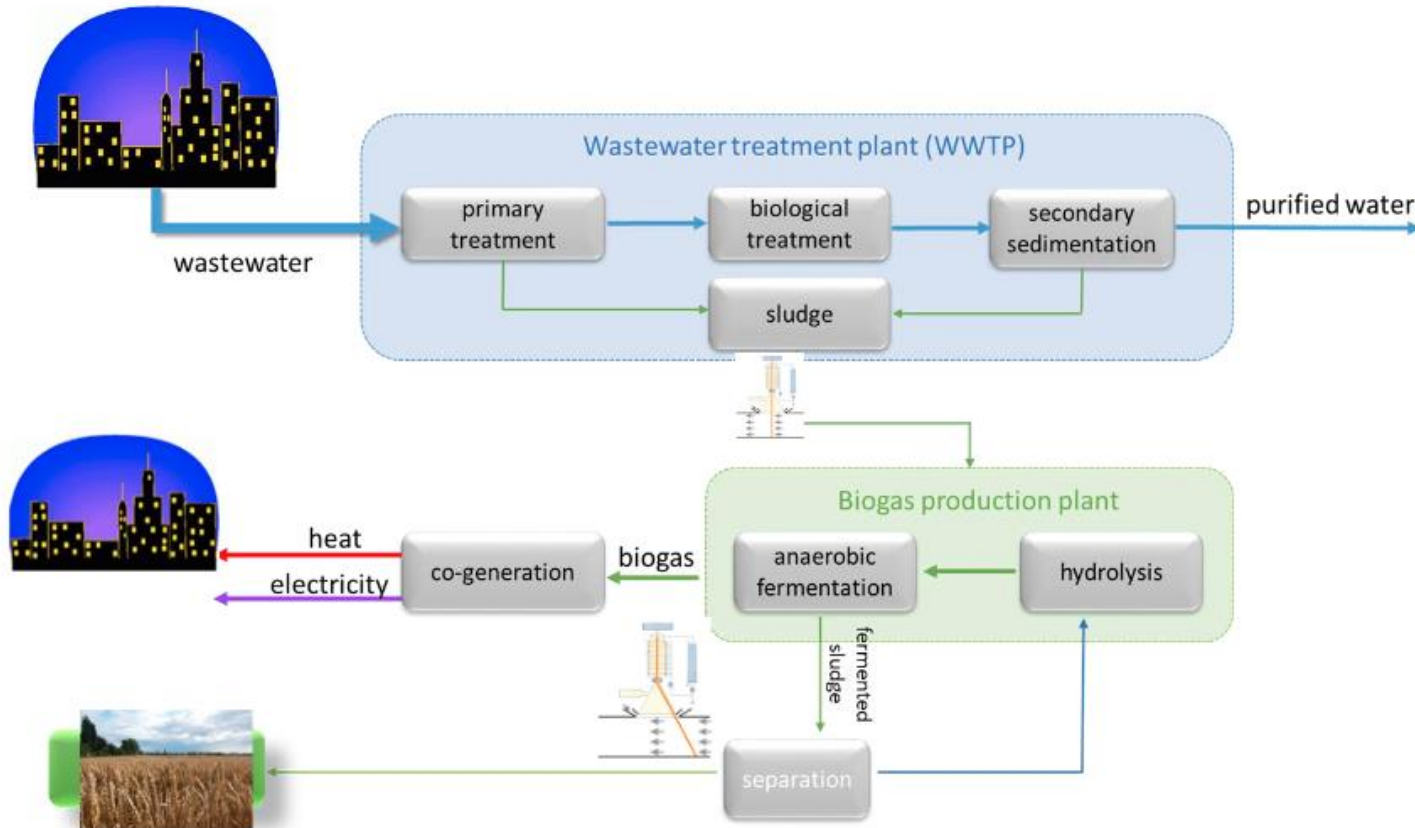 Wastewater treatment plant (WWTP)
primary
treatment
biological
treatment
secondary
sedimentation
purified water
wastewater
sludge
Biogas production plant
heat
electricity
co-generation
biogas
anaerobic
fermentation
hydrolysis
fermented
sludge
separation